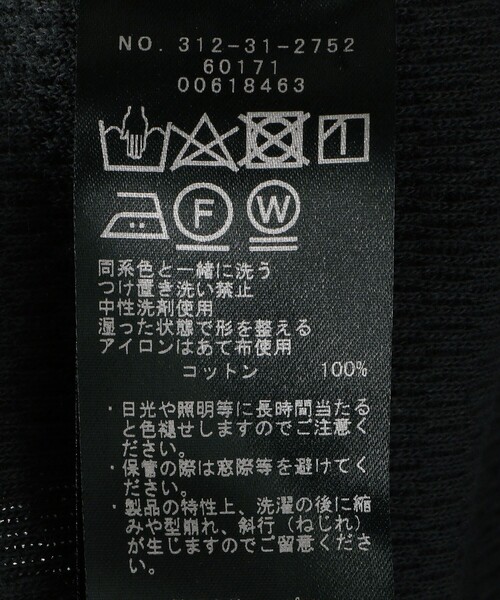 NO. 312-31-2752
60171
00618463
F W
同系色と一緒に洗う
つけ置き洗い禁止
中性洗剤使用
湿った状態で形を整える
アイロンはあて布使用
コットン 100%
・日光や照明等に長時間当たる
と色褪せしますのでご注意く
ださい。
・保管の際は窓際等を避けてく
ださい。
・製品の特性上、洗濯の後に縮
みや型崩れ、斜行(ねじれ)
が生じますのでご留意くださ
い。